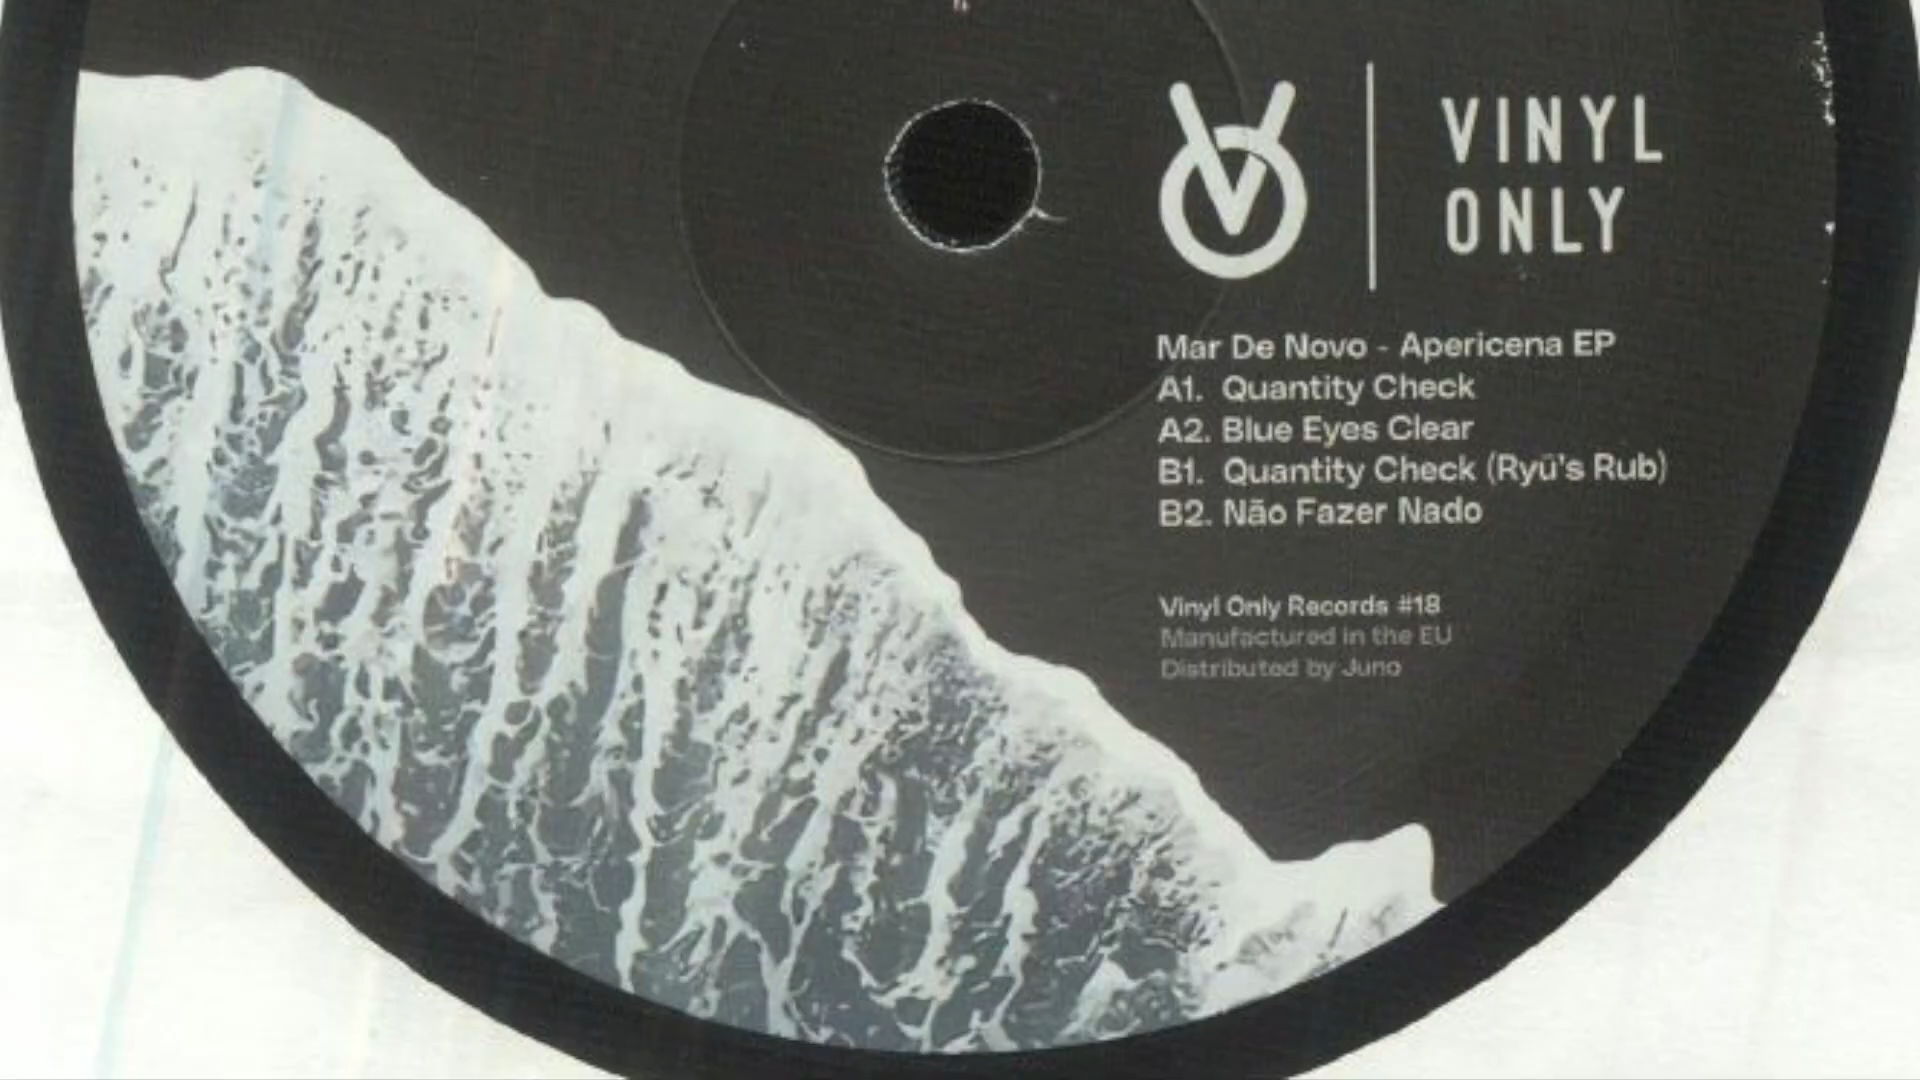 VINYL
ONLY
Mar De Novo - Apericena EP
A1. Quantity Check
A2. Blue Eyes Clear
B1. Quantity Check (Ryū's Rub)
B2. Não Fazer Nado
Vinyl Only Records #18
Manufactured in the EU
Distributed by Juno